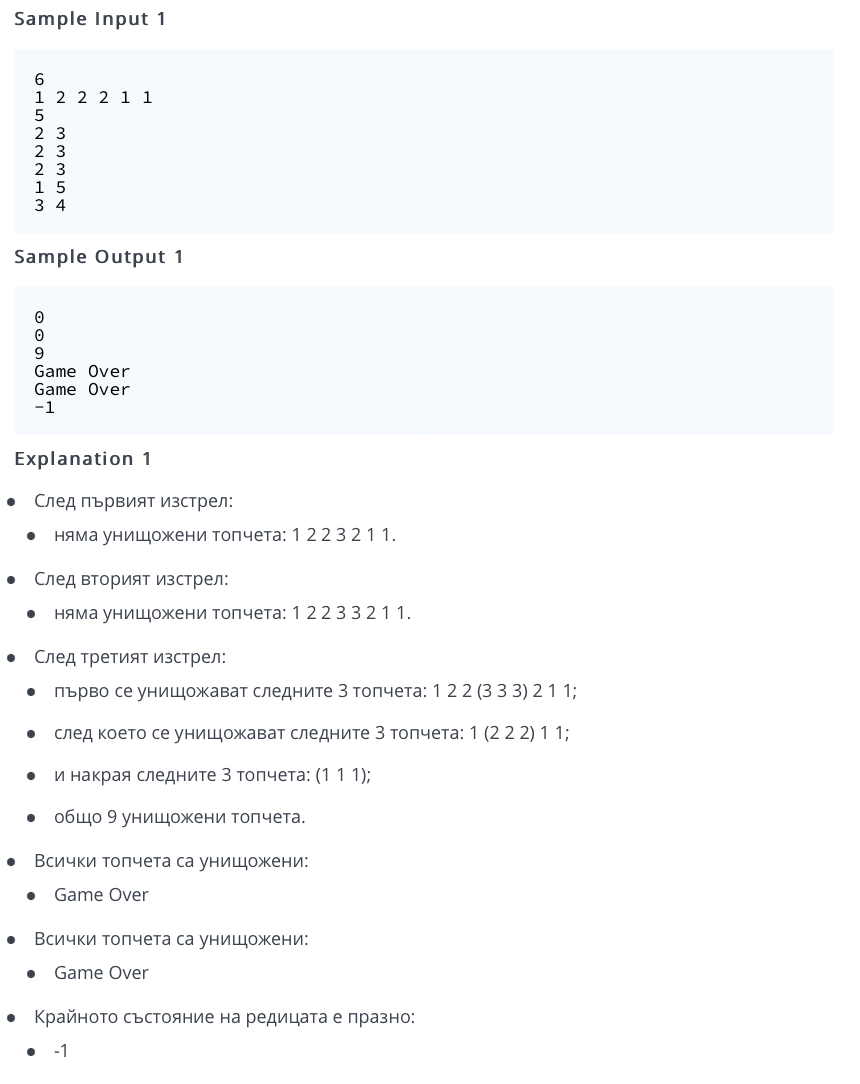 Sample Input 1
6
1 2 2 2 1 1
5
2 3
2 3
2 3
1 5
3 4
Sample Output 1
0
0
9
Game Over
Game Over
-1
Explanation 1
• След първият изстрел:
• няма унищожени топчета: 1 2 2 3 2 1 1.
• След вторият изстрел:
• няма унищожени топчета: 1 2 2 3 3 2 1 1.
• След третият изстрел:
• първо се унищожават следните 3 топчета: 1 2 2 (3 3 3) 2 1 1;
• след което се унищожават следните 3 топчета: 1 (2 2 2) 1 1;
• и накрая следните 3 топчета: (1 1 1);
• общо 9 унищожени топчета.
• Всички топчета са унищожени:
• Game Over
• Всички топчета са унищожени:
• Game Over
• Крайното състояние на редицата е празно:
• -1